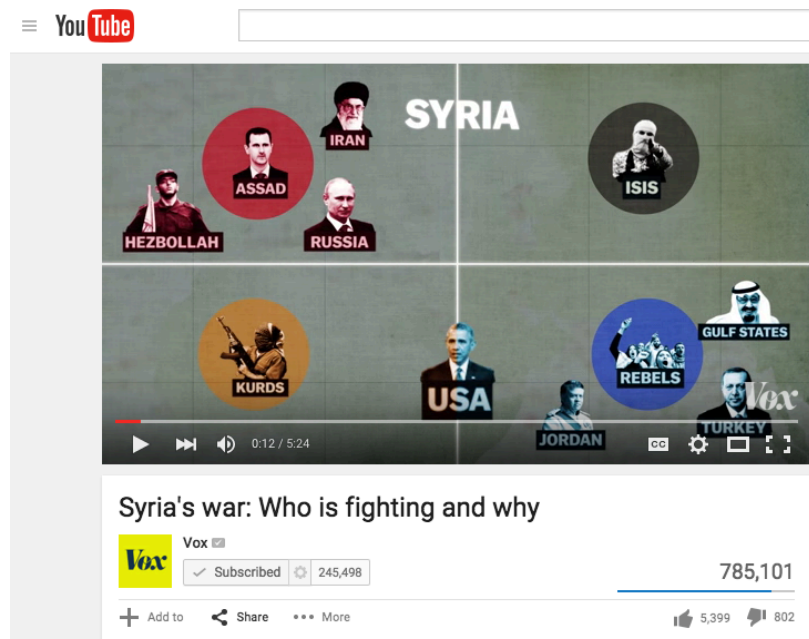 YouTube
SYRIA
IRAN
ASSAD
HEZBOLLAH
RUSSIA
ISIS
KURDS
USA
JORDAN
REBELS
GULF STATES
TURKEY
Vox
0:12 / 5:24
CC
Syria's war: Who is fighting and why
Vox
Vox
Subscribed 245,498
785,101
Add to Share More
5,399 802